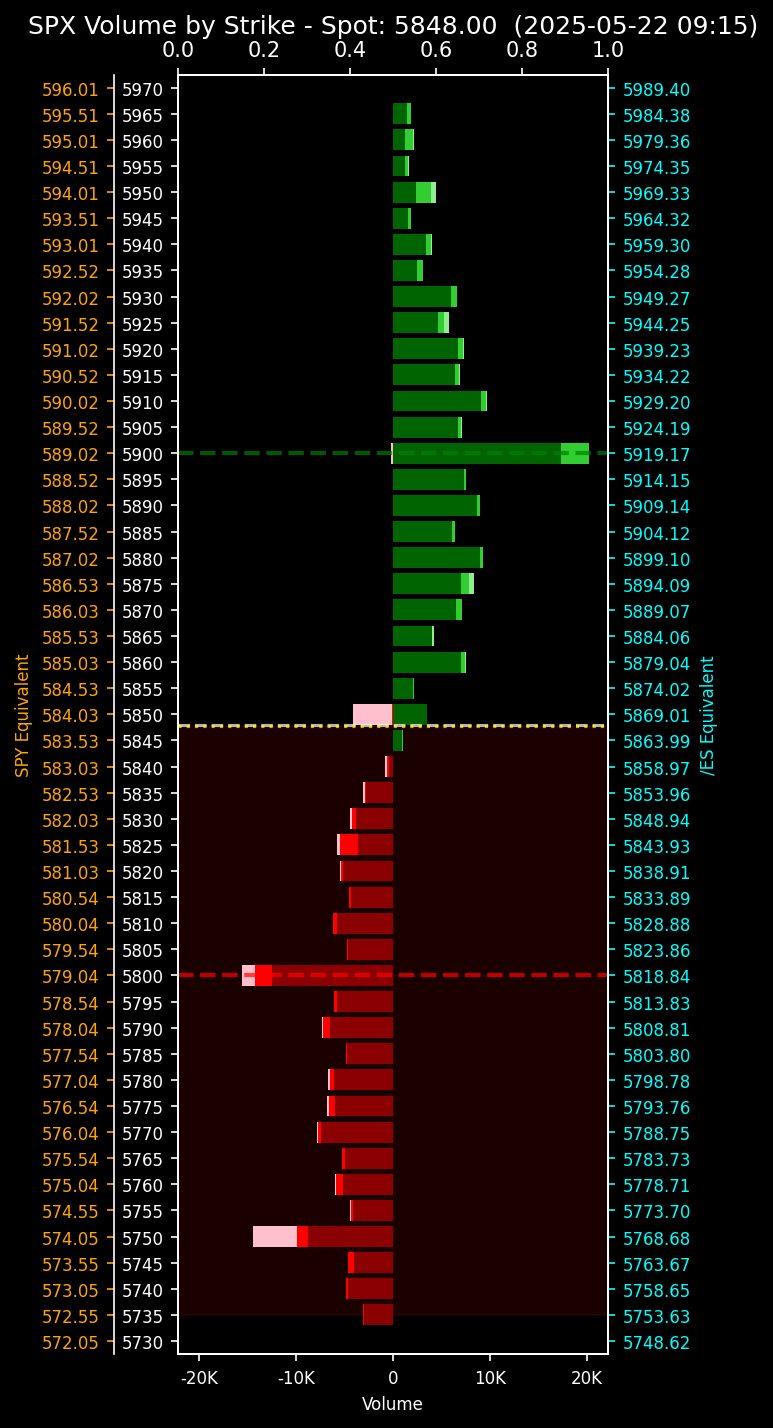 SPX Volume by Strike - Spot: 5848.00 (2025-05-22 09:15)
0.0 0.2 0.4 0.6 0.8 1.0
596.01 5970 5989.40
595.51 5965 5984.38
595.01 5960 5979.36
594.51 5955 5974.35
594.01 5950 5969.33
593.51 5945 5964.32
593.01 5940 5959.30
592.52 5935 5954.28
592.02 5930 5949.27
591.52 5925 5944.25
591.02 5920 5939.23
590.52 5915 5934.22
590.02 5910 5929.20
589.52 5905 5924.19
589.02 5900 5919.17
588.52 5895 5914.15
588.02 5890 5909.14
587.52 5885 5904.12
587.02 5880 5899.10
586.53 5875 5894.09
586.03 5870 5889.07
585.53 5865 5884.06
585.03 5860 5879.04
584.53 5855 5874.02
584.03 5850 5869.01
583.53 5845 5863.99
583.03 5840 5858.97
582.53 5835 5853.96
582.03 5830 5848.94
581.53 5825 5843.93
581.03 5820 5838.91
580.54 5815 5833.89
580.04 5810 5828.88
579.54 5805 5823.86
579.04 5800 5818.84
578.54 5795 5813.83
578.04 5790 5808.81
577.54 5785 5803.80
577.04 5780 5798.78
576.54 5775 5793.76
576.04 5770 5788.75
575.54 5765 5783.73
575.04 5760 5778.71
574.55 5755 5773.70
574.05 5750 5768.68
573.55 5745 5763.67
573.05 5740 5758.65
572.55 5735 5753.63
572.05 5730 5748.62
SPY Equivalent
/ES Equivalent
-20K -10K 0 10K 20K
Volume